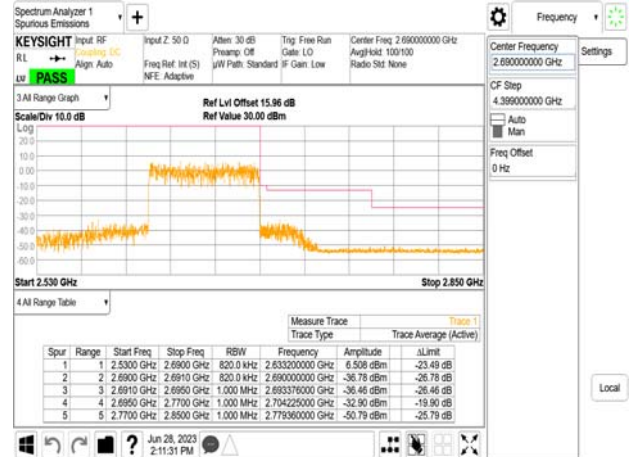 Spectrum Analyzer 1
Spurious Emissions
Frequency
KEYSIGHT
Input: RF
Coupling: DC
Align: Auto
Input Z: 50 Ω
Freq Ref: Int (S)
NFE: Adaptive
Atten: 30 dB
Preamp: Off
µW Path: Standard
Trig: Free Run
Gate: LO
IF Gain: Low
Center Freq: 2.690000000 GHz
Avg|Hold: 100/100
Radio Std: None
RL
LV PASS
Center Frequency
2.690000000 GHz
Settings
CF Step
4.399000000 GHz
Auto
Man
Freq Offset
0 Hz
3 All Range Graph
Ref Lvl Offset 15.96 dB
Scale/Div 10.0 dB
Ref Value 30.00 dBm
Log
20.0
10.0
0.00
-10.0
-20.0
-30.0
-40.0
-50.0
-60.0
Start 2.530 GHz
Stop 2.850 GHz
4 All Range Table
Measure Trace Trace 1
Trace Type Trace Average (Active)
Spur Range Start Freq Stop Freq RBW Frequency Amplitude ΔLimit
1 1 2.5300 GHz 2.6900 GHz 820.0 kHz 2.633200000 GHz 6.508 dBm -23.49 dB
2 2 2.6900 GHz 2.6910 GHz 820.0 kHz 2.690000000 GHz -36.78 dBm -26.78 dB
3 3 2.6910 GHz 2.6950 GHz 1.000 MHz 2.693376000 GHz -36.46 dBm -26.46 dB
4 4 2.6950 GHz 2.7700 GHz 1.000 MHz 2.704225000 GHz -32.90 dBm -19.90 dB
5 5 2.7700 GHz 2.8500 GHz 1.000 MHz 2.779360000 GHz -50.79 dBm -25.79 dB
Local
Jun 28, 2023
2:11:31 PM